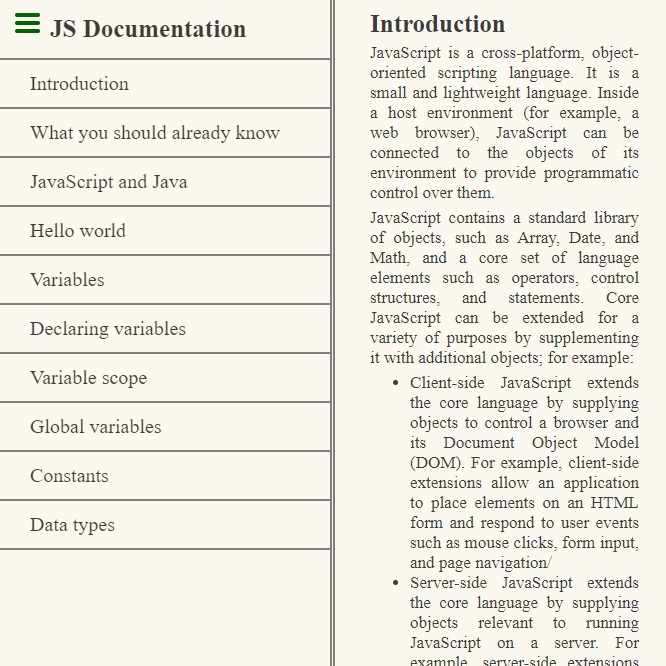 JS Documentation
Introduction
What you should already know
JavaScript and Java
Hello world
Variables
Declaring variables
Variable scope
Global variables
Constants
Data types
Introduction
JavaScript is a cross-platform, object-
oriented scripting language. It is a
small and lightweight language. Inside
a host environment (for example, a
web browser), JavaScript can be
connected to the objects of its
environment to provide programmatic
control over them.
JavaScript contains a standard library
of objects, such as Array, Date, and
Math, and a core set of language
elements such as operators, control
structures, and statements. Core
JavaScript can be extended for a
variety of purposes by supplementing
it with additional objects; for example:
• Client-side JavaScript extends
the core language by supplying
objects to control a browser and
its Document Object Model
(DOM). For example, client-side
extensions allow an application
to place elements on an HTML
form and respond to user events
such as mouse clicks, form input,
and page navigation/
• Server-side JavaScript extends
the core language by supplying
objects relevant to running
JavaScript on a server. For
example, server-side extensions